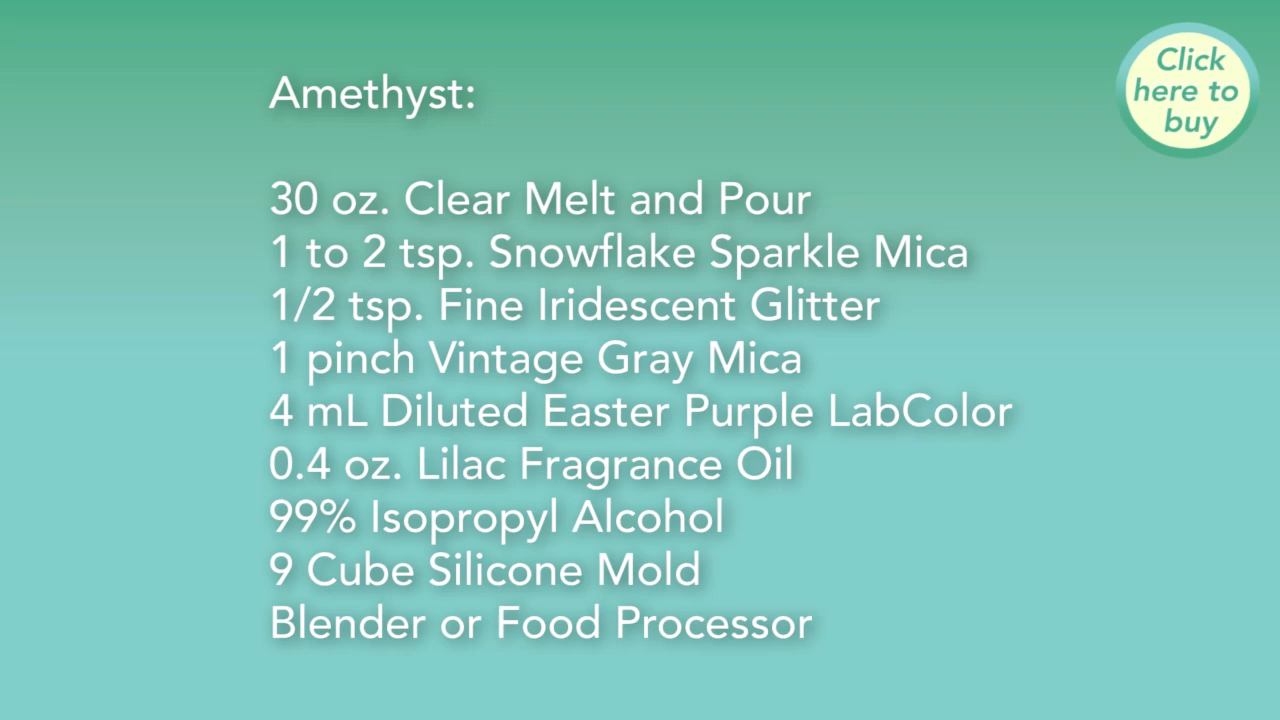 Click
here to
buy
Amethyst:
30 oz. Clear Melt and Pour
1 to 2 tsp. Snowflake Sparkle Mica
1/2 tsp. Fine Iridescent Glitter
1 pinch Vintage Gray Mica
4 mL Diluted Easter Purple LabColor
0.4 oz. Lilac Fragrance Oil
99% Isopropyl Alcohol
9 Cube Silicone Mold
Blender or Food Processor